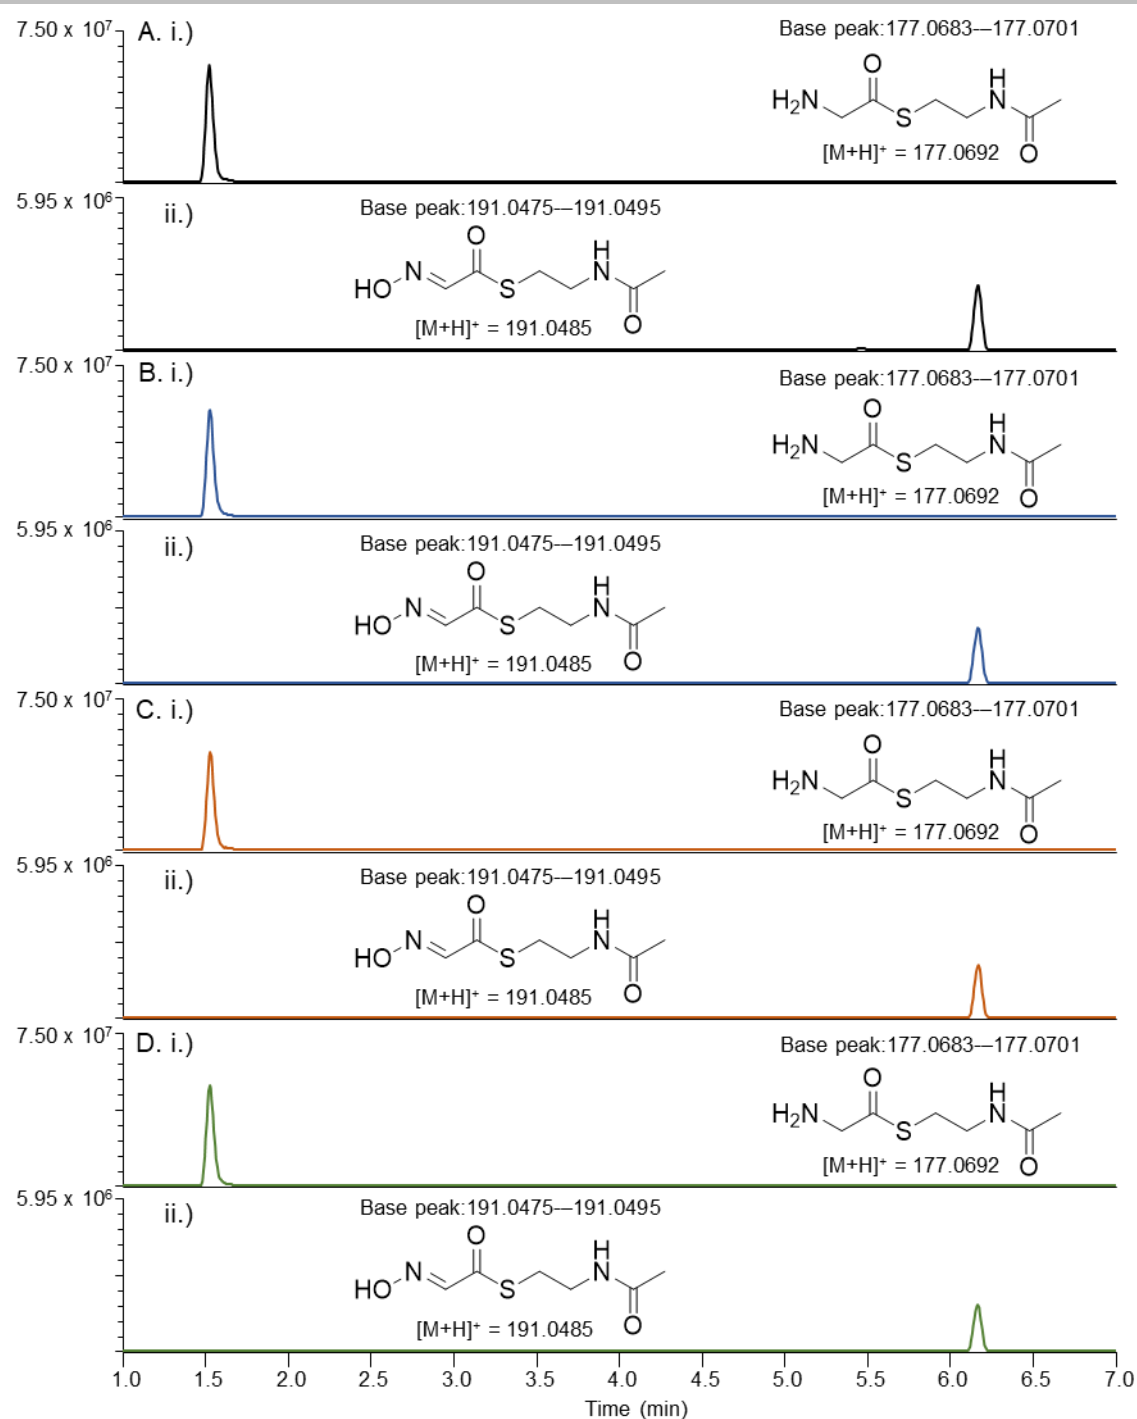 7.50 x 10⁷
A. i.)
Base peak:177.0683-–177.0701
O
H
H₂N
S
N
[M+H]⁺ = 177.0692
O
5.95 x 10⁶
ii.)
Base peak:191.0475-–191.0495
O
H
N
N
HO
S
[M+H]⁺ = 191.0485
O
7.50 x 10⁷
B. i.)
Base peak:177.0683-–177.0701
O
H
H₂N
N
S
[M+H]⁺ = 177.0692
O
5.95 x 10⁶
ii.)
Base peak:191.0475-–191.0495
O
H
N
N
HO
S
[M+H]⁺ = 191.0485
O
7.50 x 10⁷
C. i.)
Base peak:177.0683-–177.0701
O
H
H₂N
N
S
[M+H]⁺ = 177.0692
O
5.95 x 10⁶
ii.)
Base peak:191.0475-–191.0495
O
H
N
N
HO
S
[M+H]⁺ = 191.0485
O
7.50 x 10⁷
D. i.)
Base peak:177.0683-–177.0701
O
H
H₂N
N
S
[M+H]⁺ = 177.0692
O
5.95 x 10⁶
ii.)
Base peak:191.0475-–191.0495
O
H
N
N
HO
S
[M+H]⁺ = 191.0485
O
1.0 1.5 2.0 2.5 3.0 3.5 4.0 4.5 5.0 5.5 6.0 6.5 7.0
Time (min)